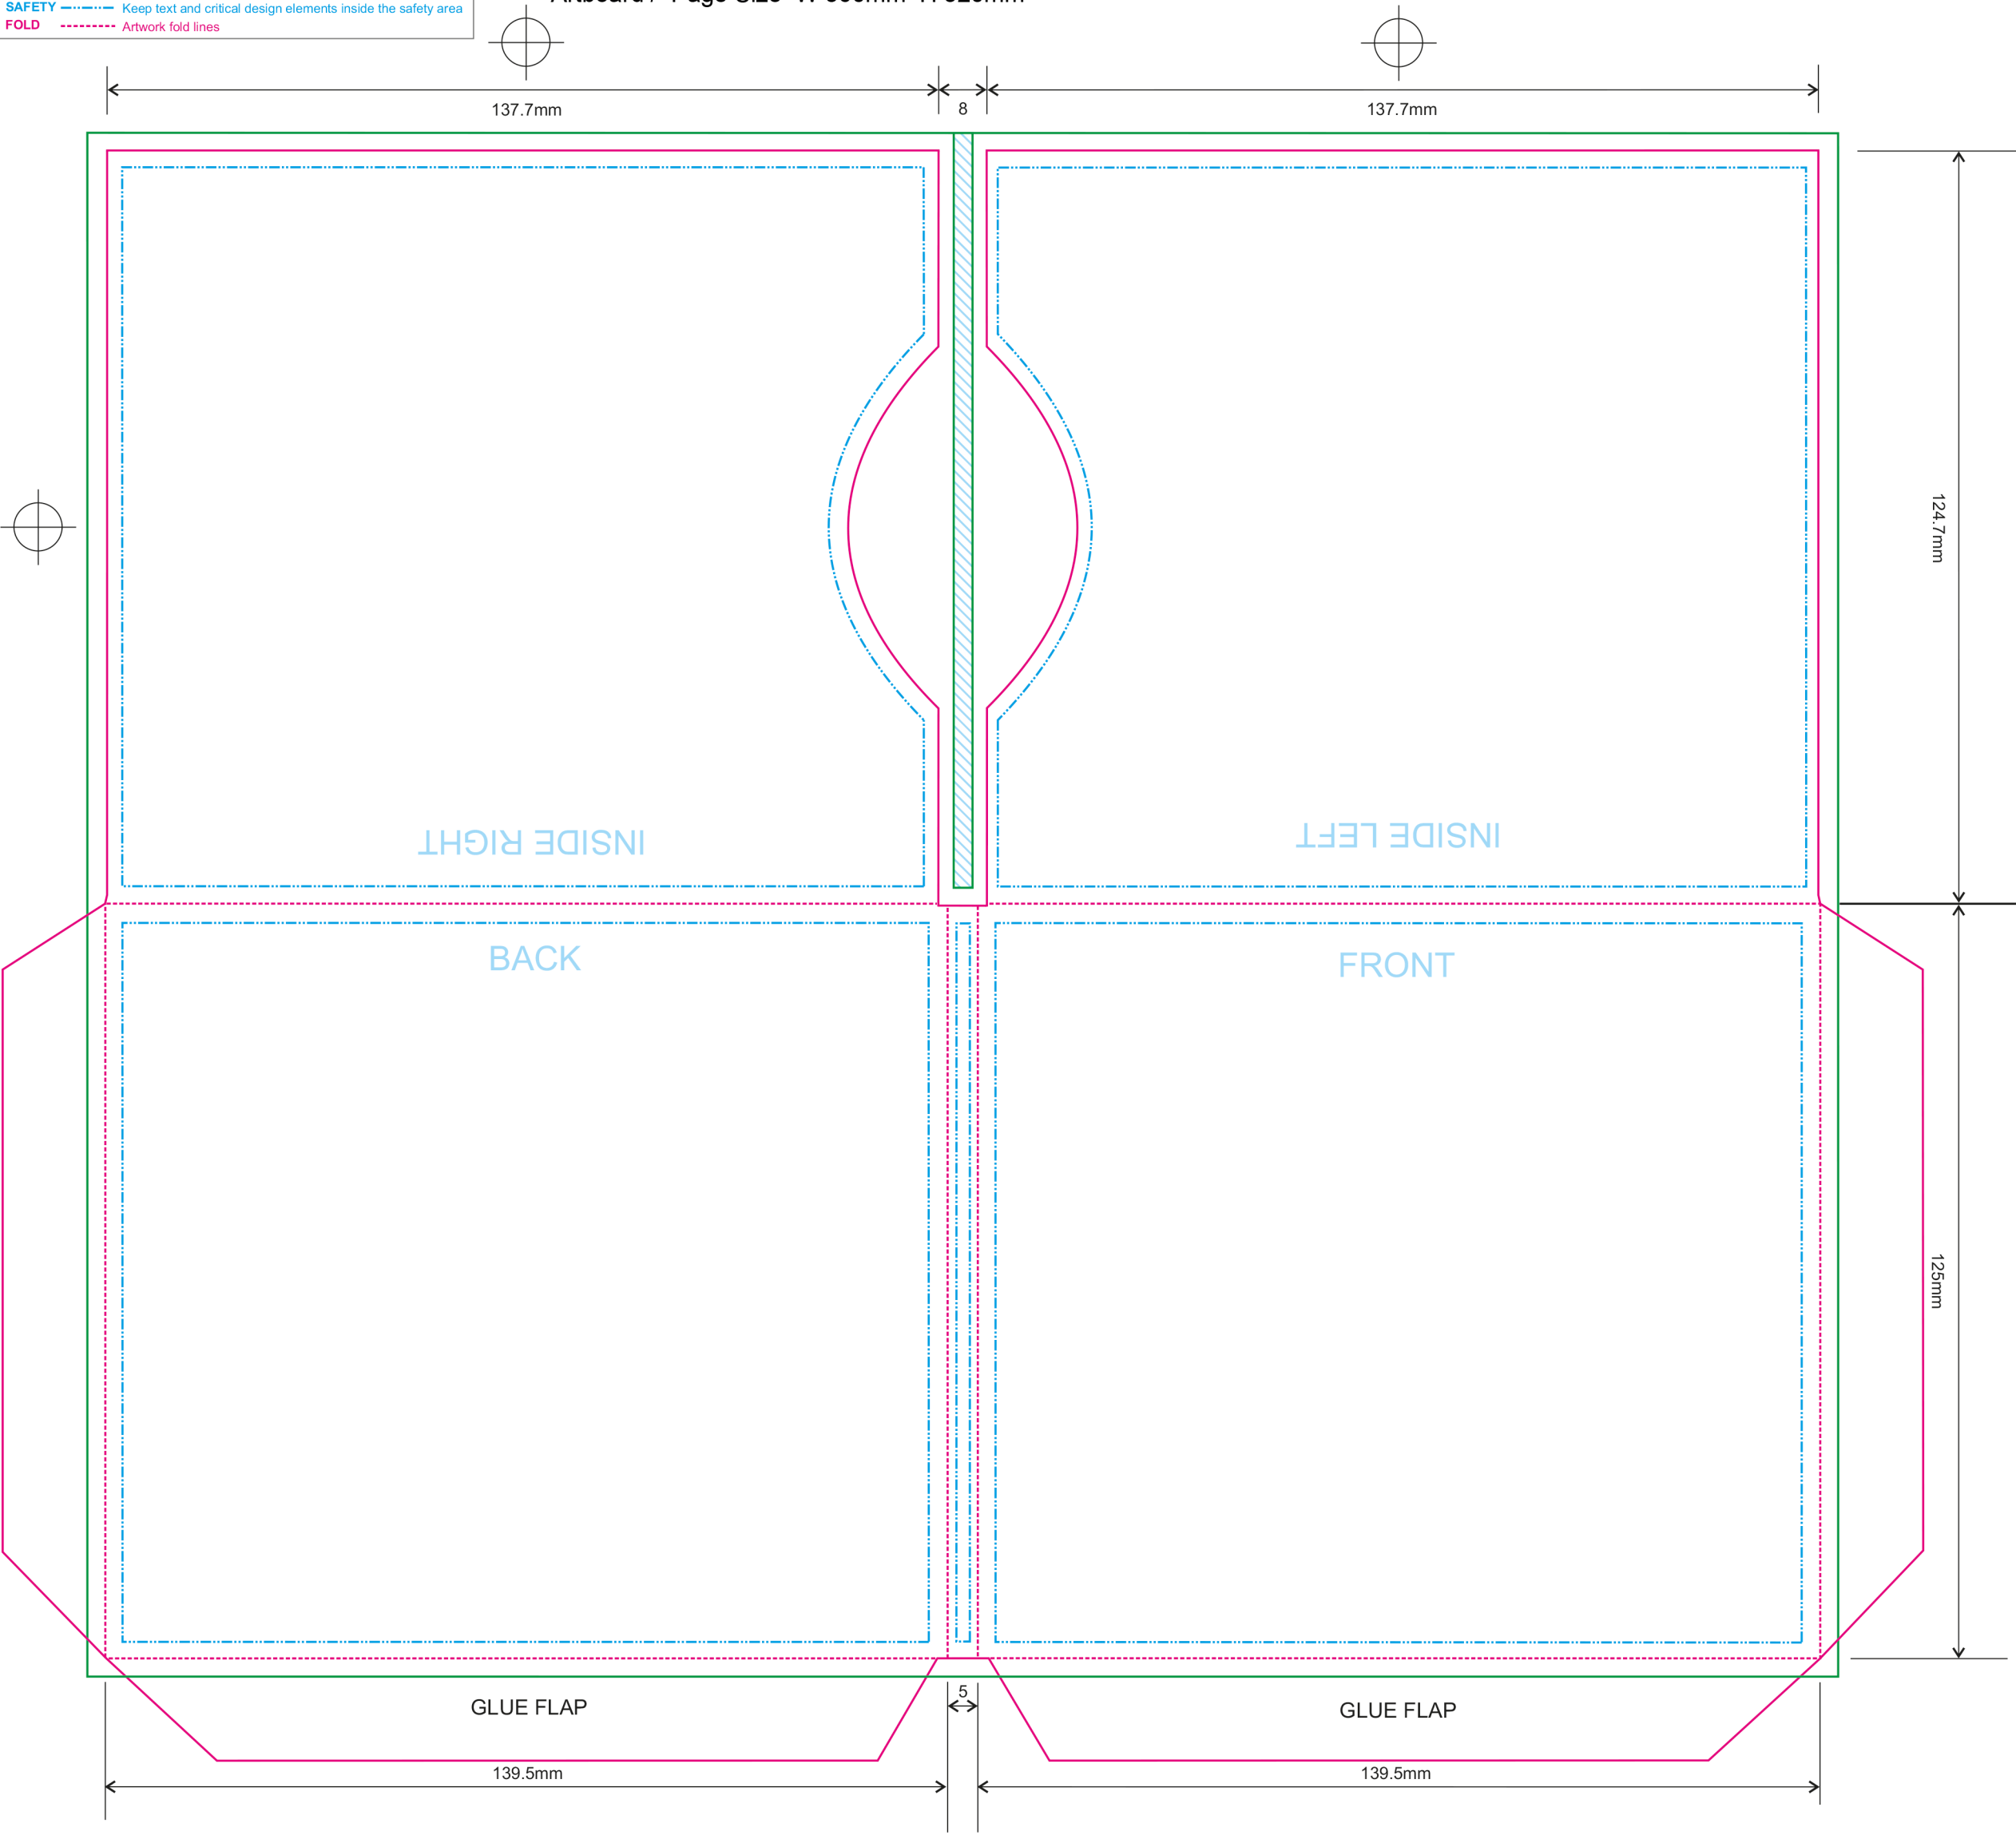 SAFETY Keep text and critical design elements inside the safety area
FOLD Artwork fold lines
137.7mm
8
137.7mm
124.7mm
INSIDE RIGHT
INSIDE LEFT
BACK
FRONT
125mm
GLUE FLAP
5
GLUE FLAP
139.5mm
139.5mm